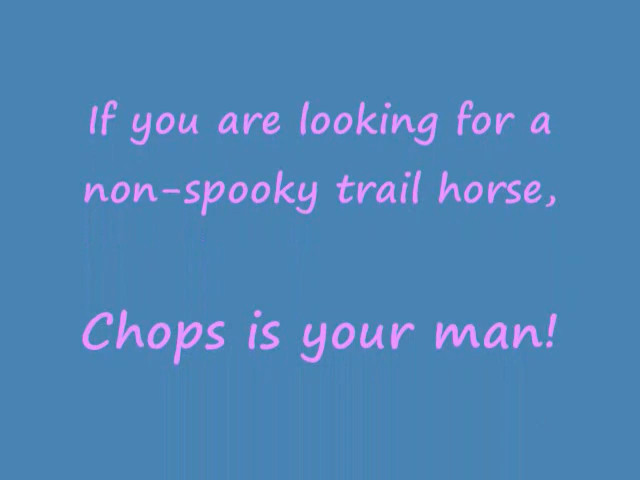 If you are looking for a
non-spooky trail horse,
Chops is your man!